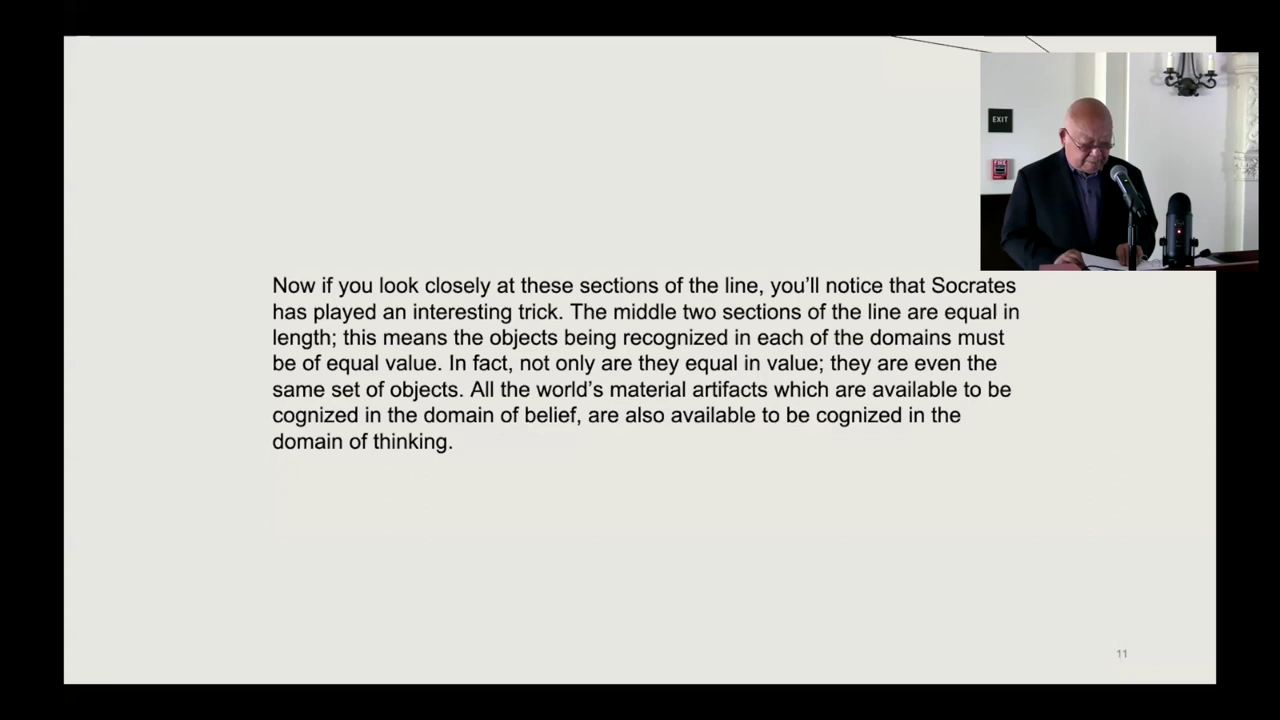 EXIT
FIRE
Now if you look closely at these sections of the line, you’ll notice that Socrates
has played an interesting trick. The middle two sections of the line are equal in
length; this means the objects being recognized in each of the domains must
be of equal value. In fact, not only are they equal in value; they are even the
same set of objects. All the world’s material artifacts which are available to be
cognized in the domain of belief, are also available to be cognized in the
domain of thinking.
11